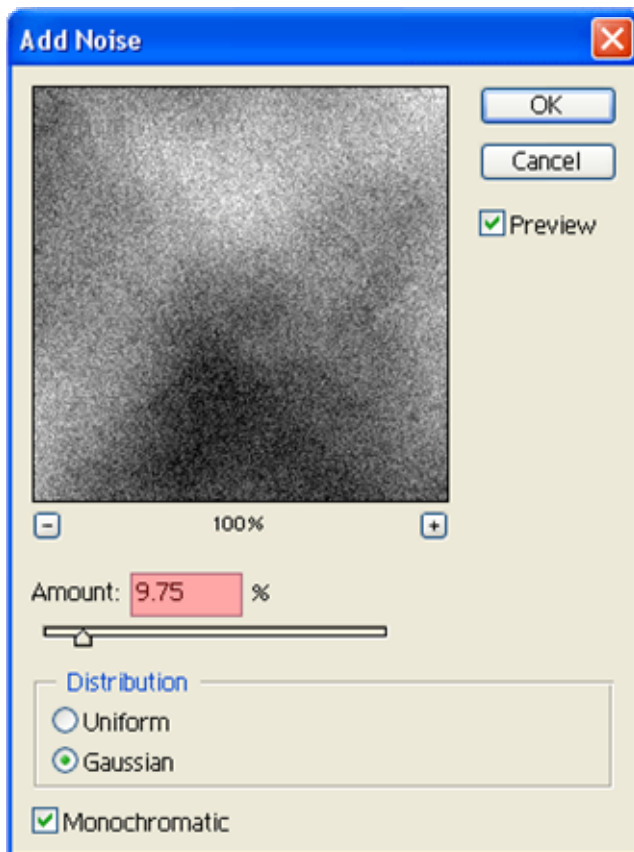 Add Noise
OK
Cancel
Preview
100%
Amount: 9.75 %
Distribution
Uniform
Gaussian
Monochromatic